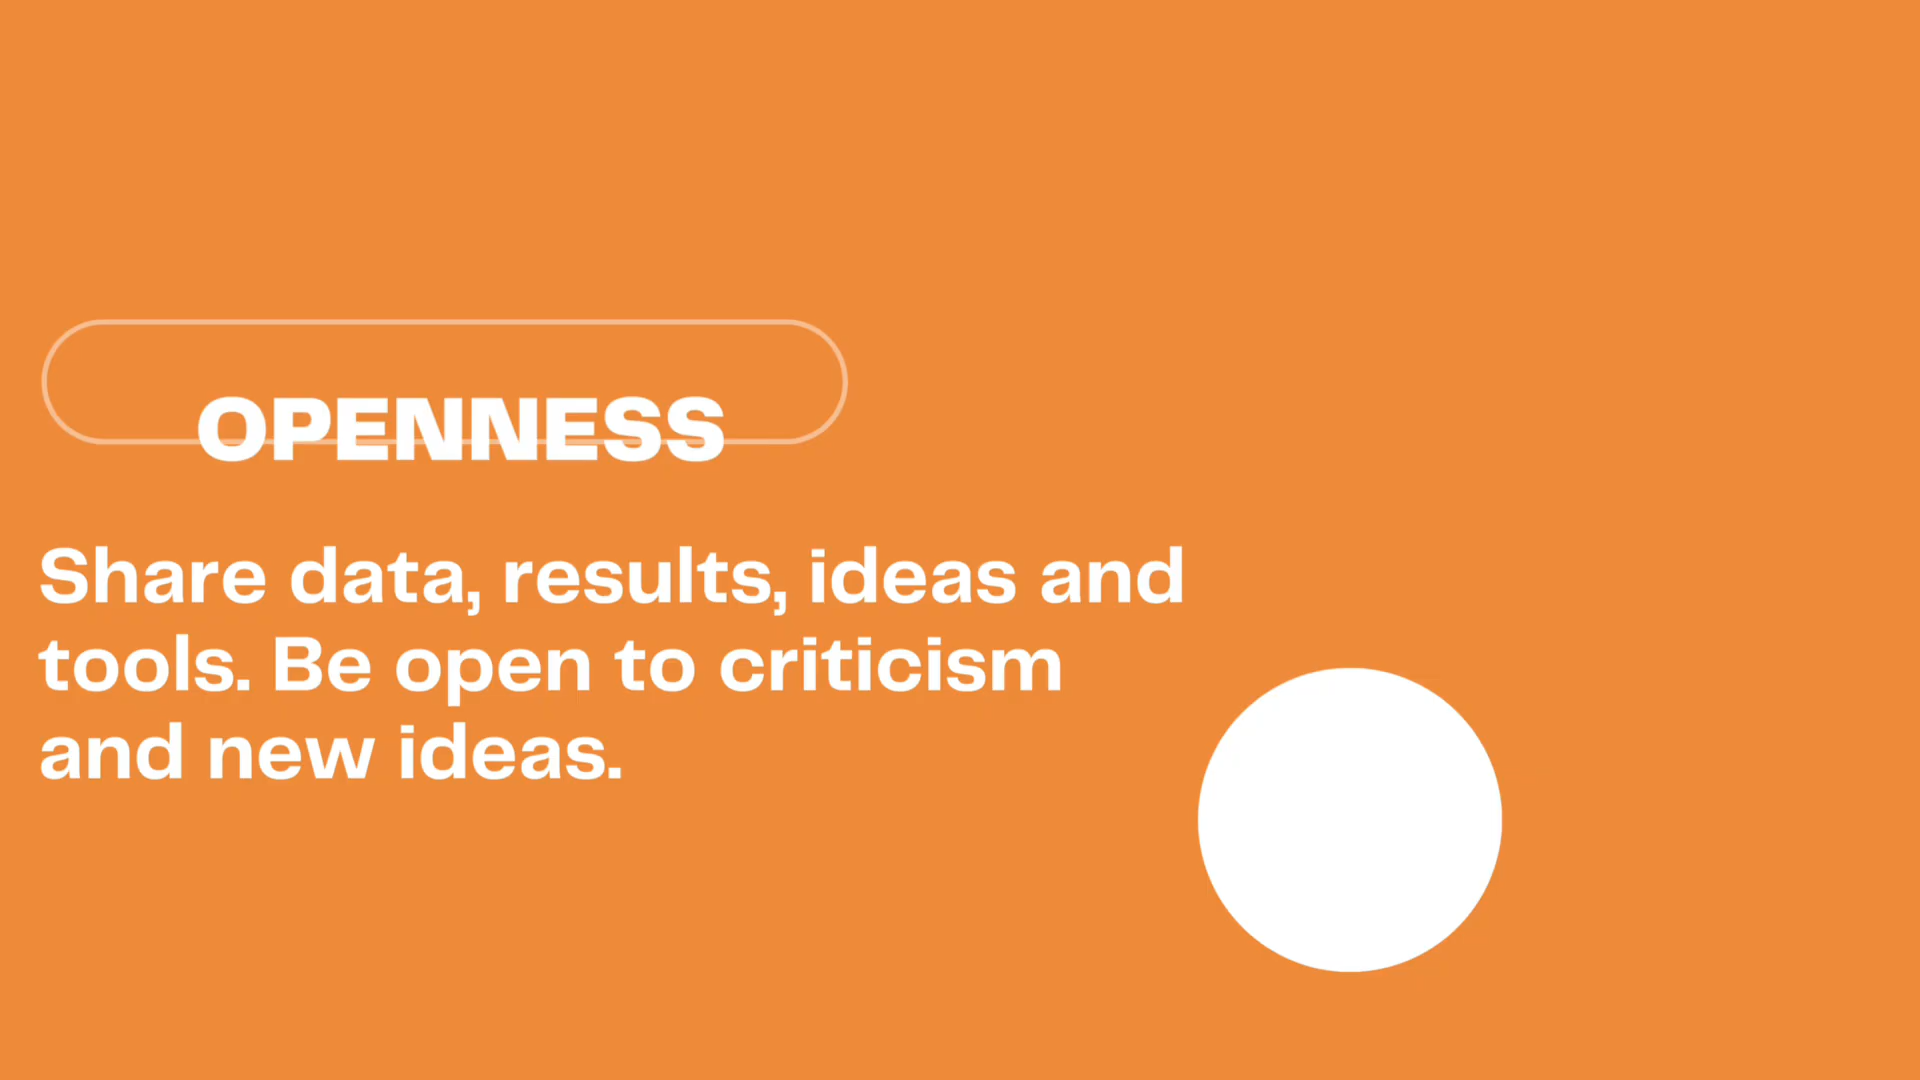 OPENNESS
Share data, results, ideas and
tools. Be open to criticism
and new ideas.